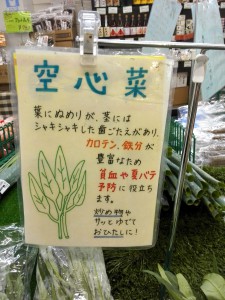 空心菜
葉にぬめりが、茎には
シャキシャキした歯ごたえがあり、
カロテン、鉄分が
豊富なため
貧血や夏バテ
予防に役立ち
ます。
炒め物や
サッとゆでて
おひたしに!